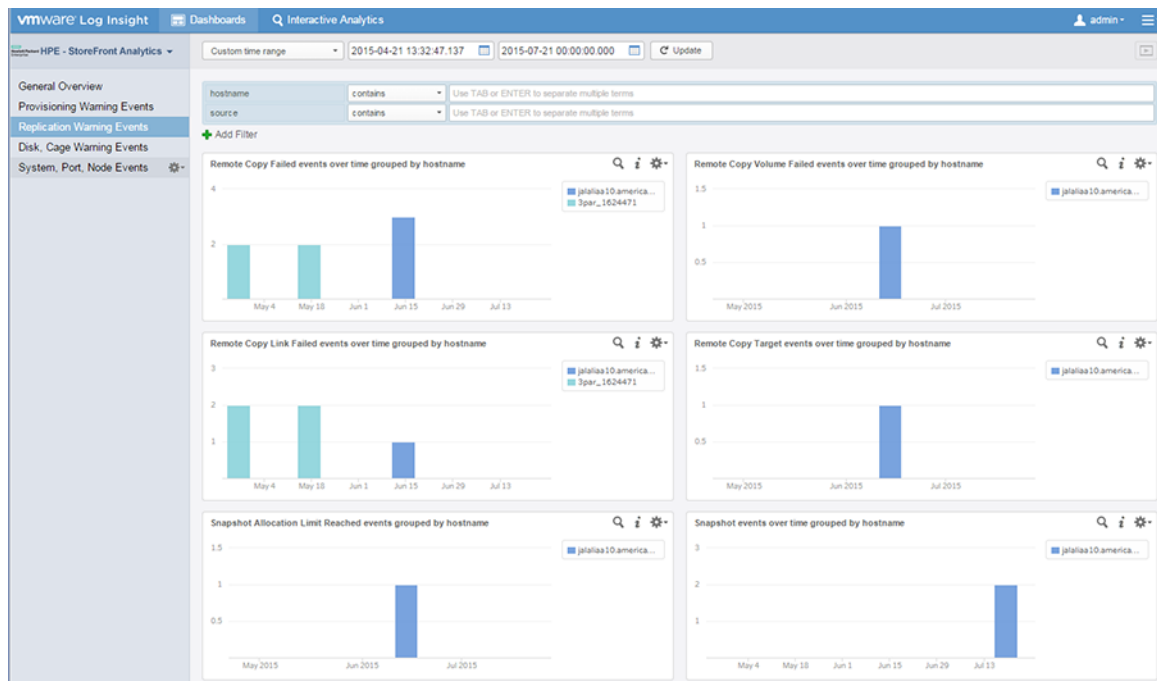 vmware Log Insight Dashboards Interactive Analytics admin
HPE - StoreFront Analytics
Custom time range 2015-04-21 13:32:47.137 2015-07-21 00:00:00.000 Update
General Overview
Provisioning Warning Events
Replication Warning Events
Disk, Cage Warning Events
System, Port, Node Events
hostname contains Use TAB or ENTER to separate multiple terms
source contains Use TAB or ENTER to separate multiple terms
Add Filter
Remote Copy Failed events over time grouped by hostname
4
2
May 4 May 18 Jun 1 Jun 15 Jun 29 Jul 13
jalaliaa10.america...
3par_1624471
Remote Copy Volume Failed events over time grouped by hostname
1.5
1
0.5
May 2015 Jun 2015 Jul 2015
jalaliaa10.america...
Remote Copy Link Failed events over time grouped by hostname
3
2
1
May 4 May 18 Jun 1 Jun 15 Jun 29 Jul 13
jalaliaa10.america...
3par_1624471
Remote Copy Target events over time grouped by hostname
1.5
1
0.5
May 2015 Jun 2015 Jul 2015
jalaliaa10.america...
Snapshot Allocation Limit Reached events grouped by hostname
1.5
1
0.5
May 2015 Jun 2015 Jul 2015
jalaliaa10.america...
Snapshot events over time grouped by hostname
3
2
1
May 4 May 18 Jun 1 Jun 15 Jun 29 Jul 13
jalaliaa10.america...